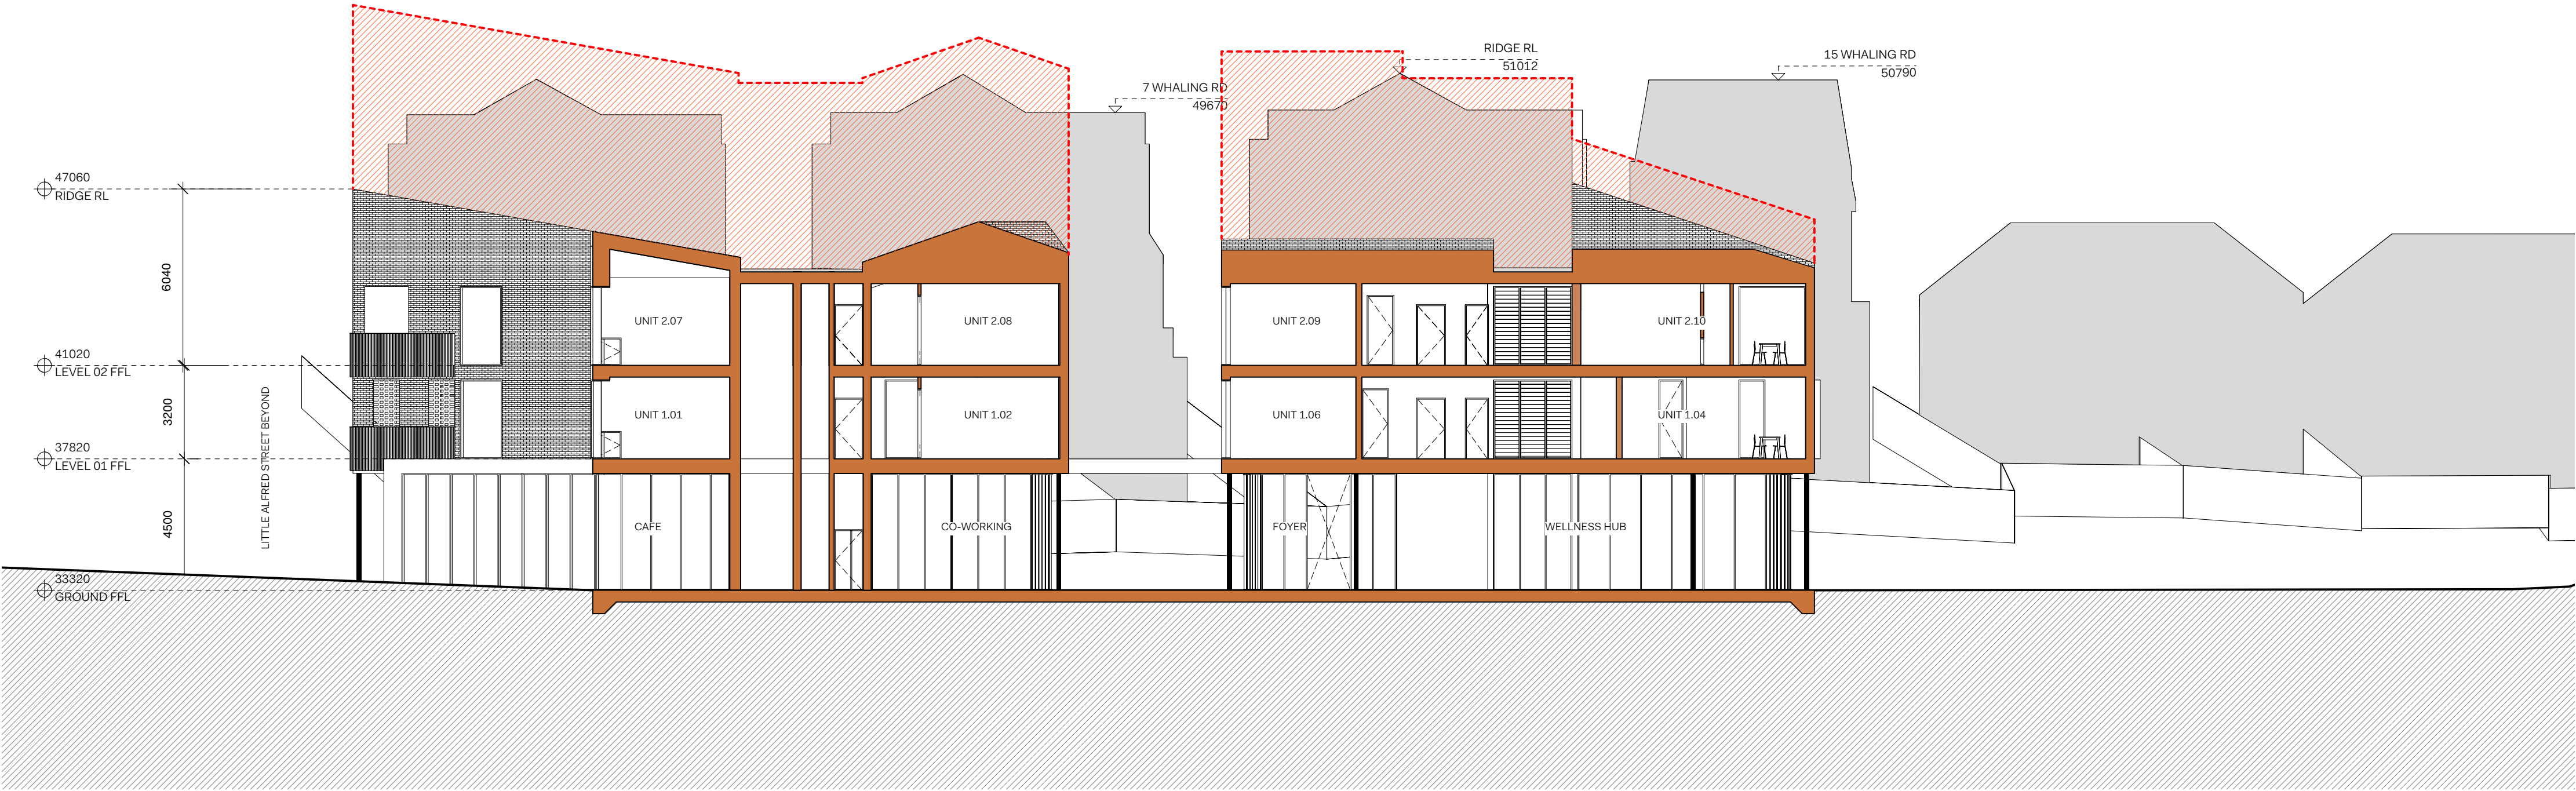 RIDGE RL
51012
15 WHALING RD
50790
7 WHALING RD
49670
47060
RIDGE RL
6040
UNIT 2.07
UNIT 2.08
UNIT 2.09
UNIT 2.10
41020
LEVEL 02 FFL
3200
UNIT 1.01
UNIT 1.02
UNIT 1.06
UNIT 1.04
37820
LEVEL 01 FFL
LITTLE ALFRED STREET BEYOND
4500
CAFE
CO-WORKING
FOYER
WELLNESS HUB
33320
GROUND FFL